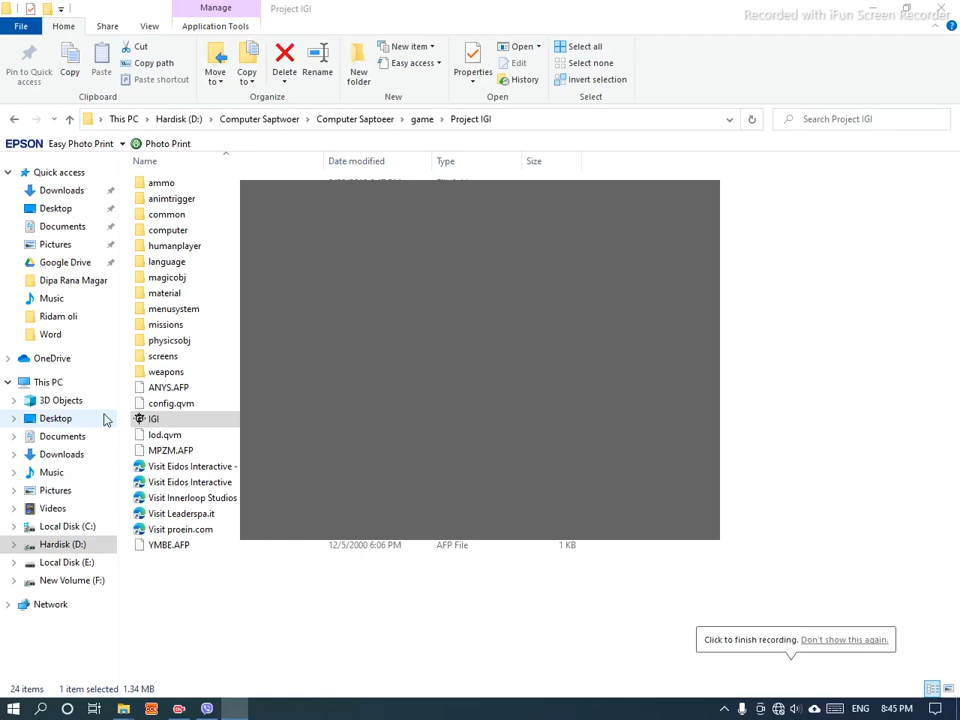 Manage
Project IGI
Recorded with iFun Screen Recorder
File
Home
Share
View
Application Tools
Pin to Quick access
Copy
Paste
Cut
Copy path
Paste shortcut
Clipboard
Move to
Copy to
Delete
Rename
Organize
New folder
New item
Easy access
New
Properties
Open
Edit
History
Open
Select all
Select none
Invert selection
Select
This PC
Hardisk (D:)
Computer Saptwoer
Computer Saptoeer
game
Project IGI
Search Project IGI
EPSON Easy Photo Print
Photo Print
Name
Date modified
Type
Size
Quick access
Downloads
Desktop
Documents
Pictures
Google Drive
Dipa Rana Magar
Music
Ridam oli
Word
OneDrive
This PC
3D Objects
Desktop
Documents
Downloads
Music
Pictures
Videos
Local Disk (C:)
Hardisk (D:)
Local Disk (E:)
New Volume (F:)
Network
ammo
animtrigger
common
computer
humanplayer
language
magicobj
material
menusystem
missions
physicsobj
screens
weapons
ANYS.AFP
config.qvm
IGI
lod.qvm
MPZM.AFP
Visit Eidos Interactive -
Visit Eidos Interactive
Visit Innerloop Studios
Visit Leaderspa.it
Visit proein.com
YMBE.AFP
12/5/2000 6:06 PM
AFP File
1 KB
Click to finish recording. Don't show this again.
24 items
1 item selected 1.34 MB
ENG
8:45 PM